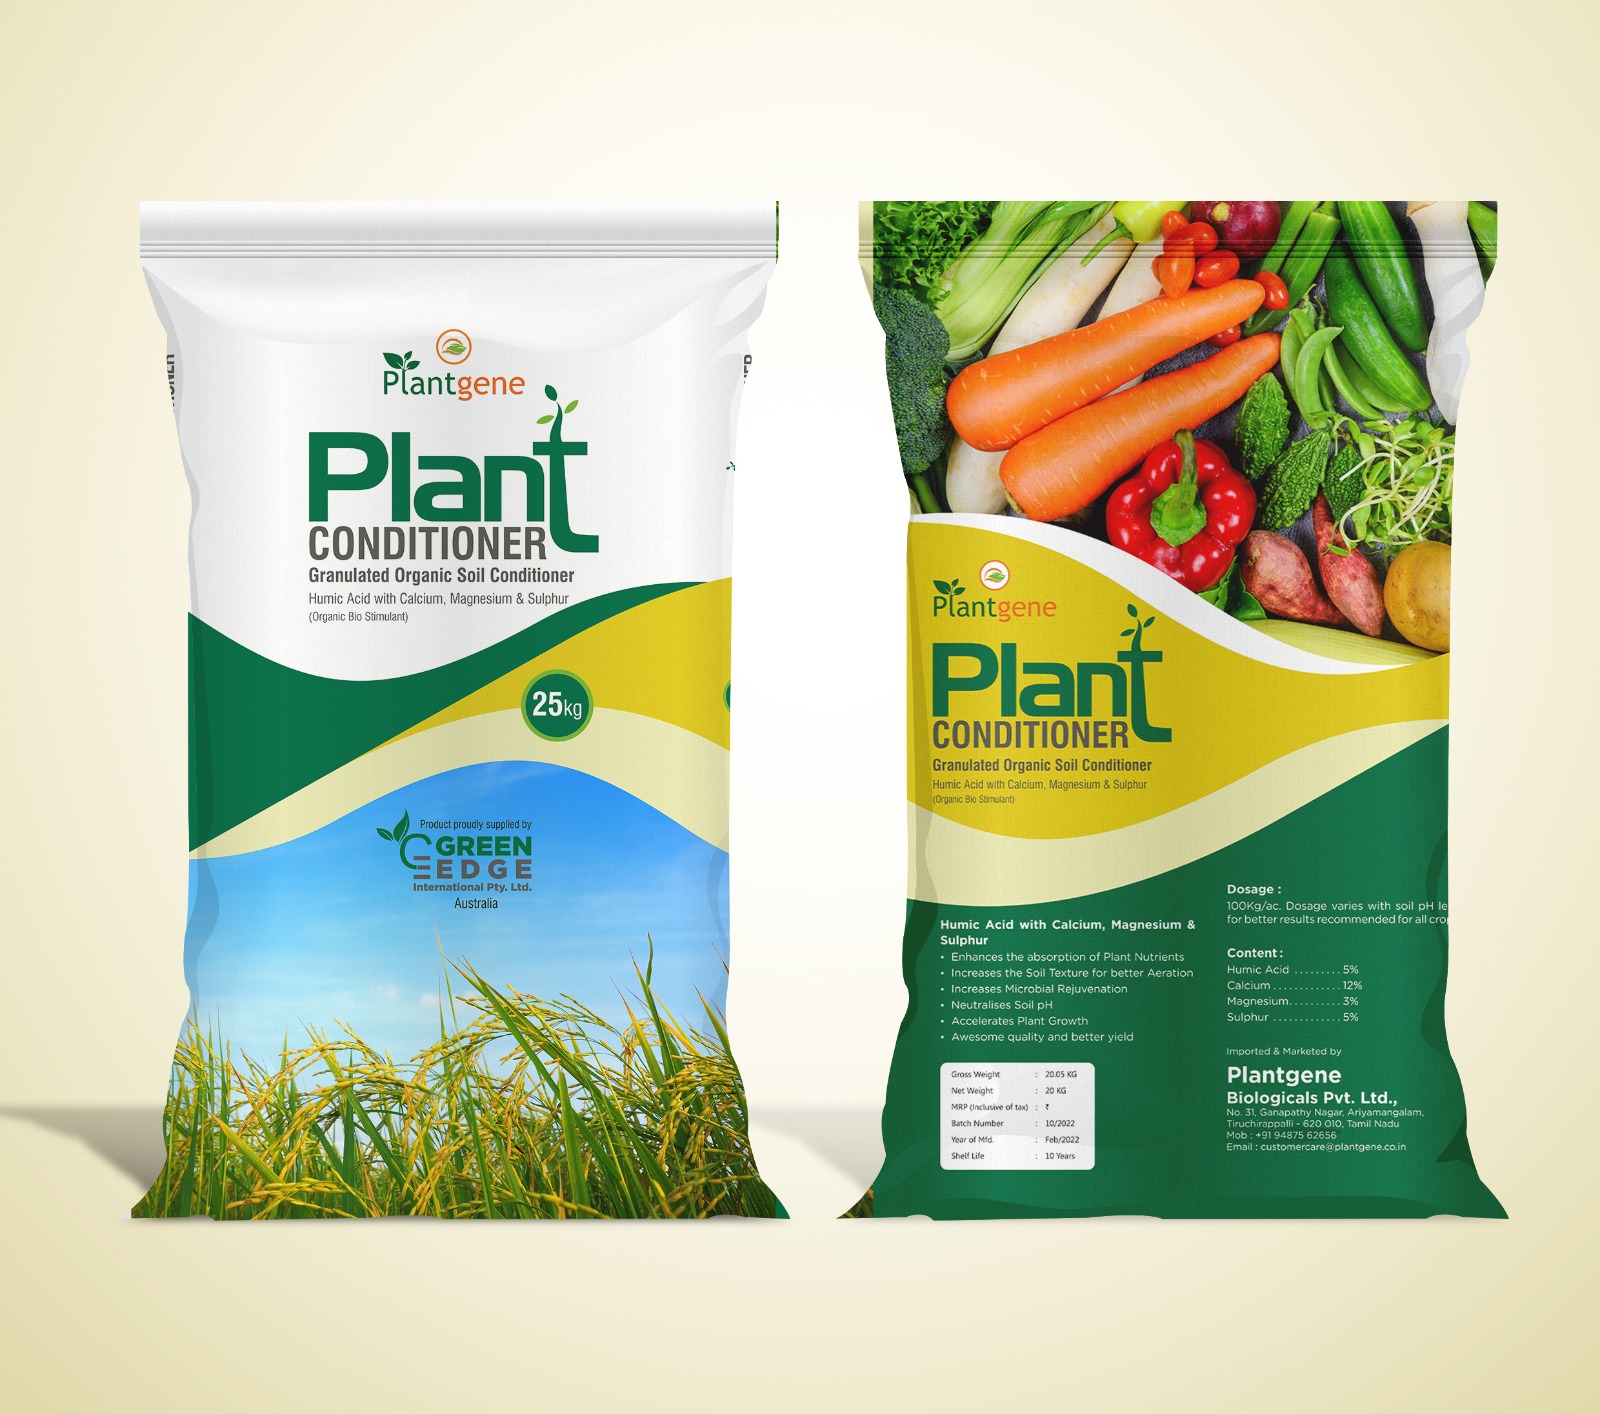 Plantgene
Plant
CONDITIONER
Granulated Organic Soil Conditioner
Humic Acid with Calcium, Magnesium & Sulphur
(Organic Bio Stimulant)
25kg
Product proudly supplied by
GREEN
EDGE
International Pty. Ltd.
Australia
Plantgene
Plant
CONDITIONER
Granulated Organic Soil Conditioner
Humic Acid with Calcium, Magnesium & Sulphur
(Organic Bio Stimulant)
Humic Acid with Calcium, Magnesium &
Sulphur
• Enhances the absorption of Plant Nutrients
• Increases the Soil Texture for better Aeration
• Increases Microbial Rejuvenation
• Neutralises Soil pH
• Accelerates Plant Growth
• Awesome quality and better yield
Gross Weight : 20.05 KG
Net Weight : 20 KG
MRP (Inclusive of tax) : ₹
Batch Number : 10/2022
Year of Mfd. : Feb/2022
Shelf Life : 10 Years
Dosage :
100Kg/ac. Dosage varies with soil pH
for better results recommended for all
Content :
Humic Acid ......... 5%
Calcium ............. 12%
Magnesium.......... 3%
Sulphur ............. 5%
Imported & Marketed by
Plantgene
Biologicals Pvt. Ltd.,
No. 31, Ganapathy Nagar, Ariyamangalam,
Tiruchirappalli - 620 010, Tamil Nadu
Mob : +91 94875 62656
Email : customercare@plantgene.co.in